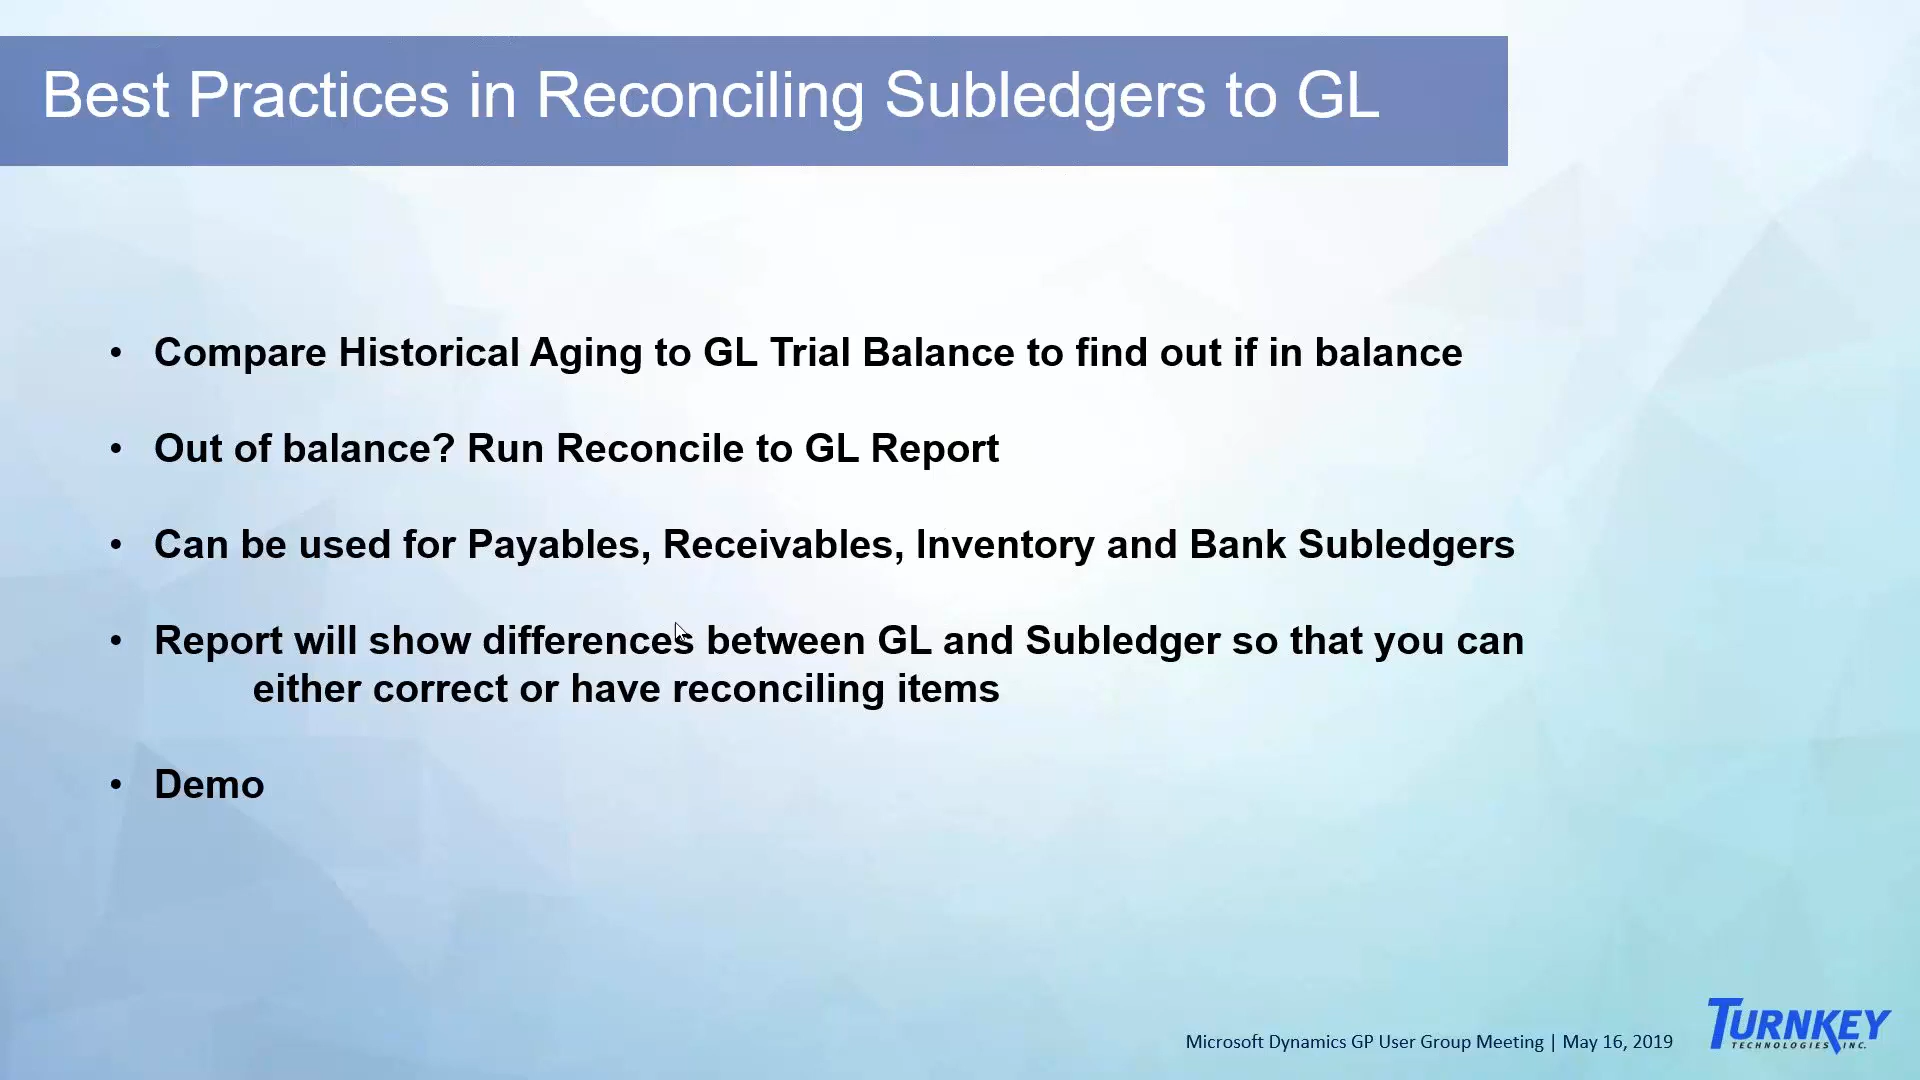 Best Practices in Reconciling Subledgers to GL
• Compare Historical Aging to GL Trial Balance to find out if in balance
• Out of balance? Run Reconcile to GL Report
• Can be used for Payables, Receivables, Inventory and Bank Subledgers
• Report will show differences between GL and Subledger so that you can
either correct or have reconciling items
• Demo
Microsoft Dynamics GP User Group Meeting | May 16, 2019
TURNKEY
TECHNOLOGIES, INC.